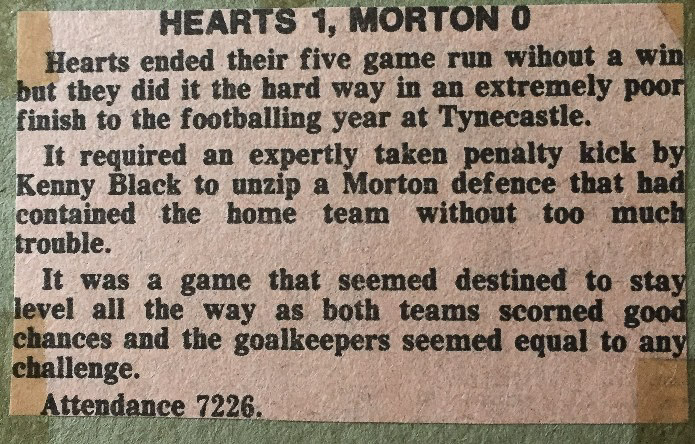 HEARTS 1, MORTON 0
Hearts ended their five game run wihout a win
but they did it the hard way in an extremely poor
finish to the footballing year at Tynecastle.
It required an expertly taken penalty kick by
Kenny Black to unzip a Morton defence that had
contained the home team without too much
trouble.
It was a game that seemed destined to stay
level all the way as both teams scorned good
chances and the goalkeepers seemed equal to any
challenge.
Attendance 7226.